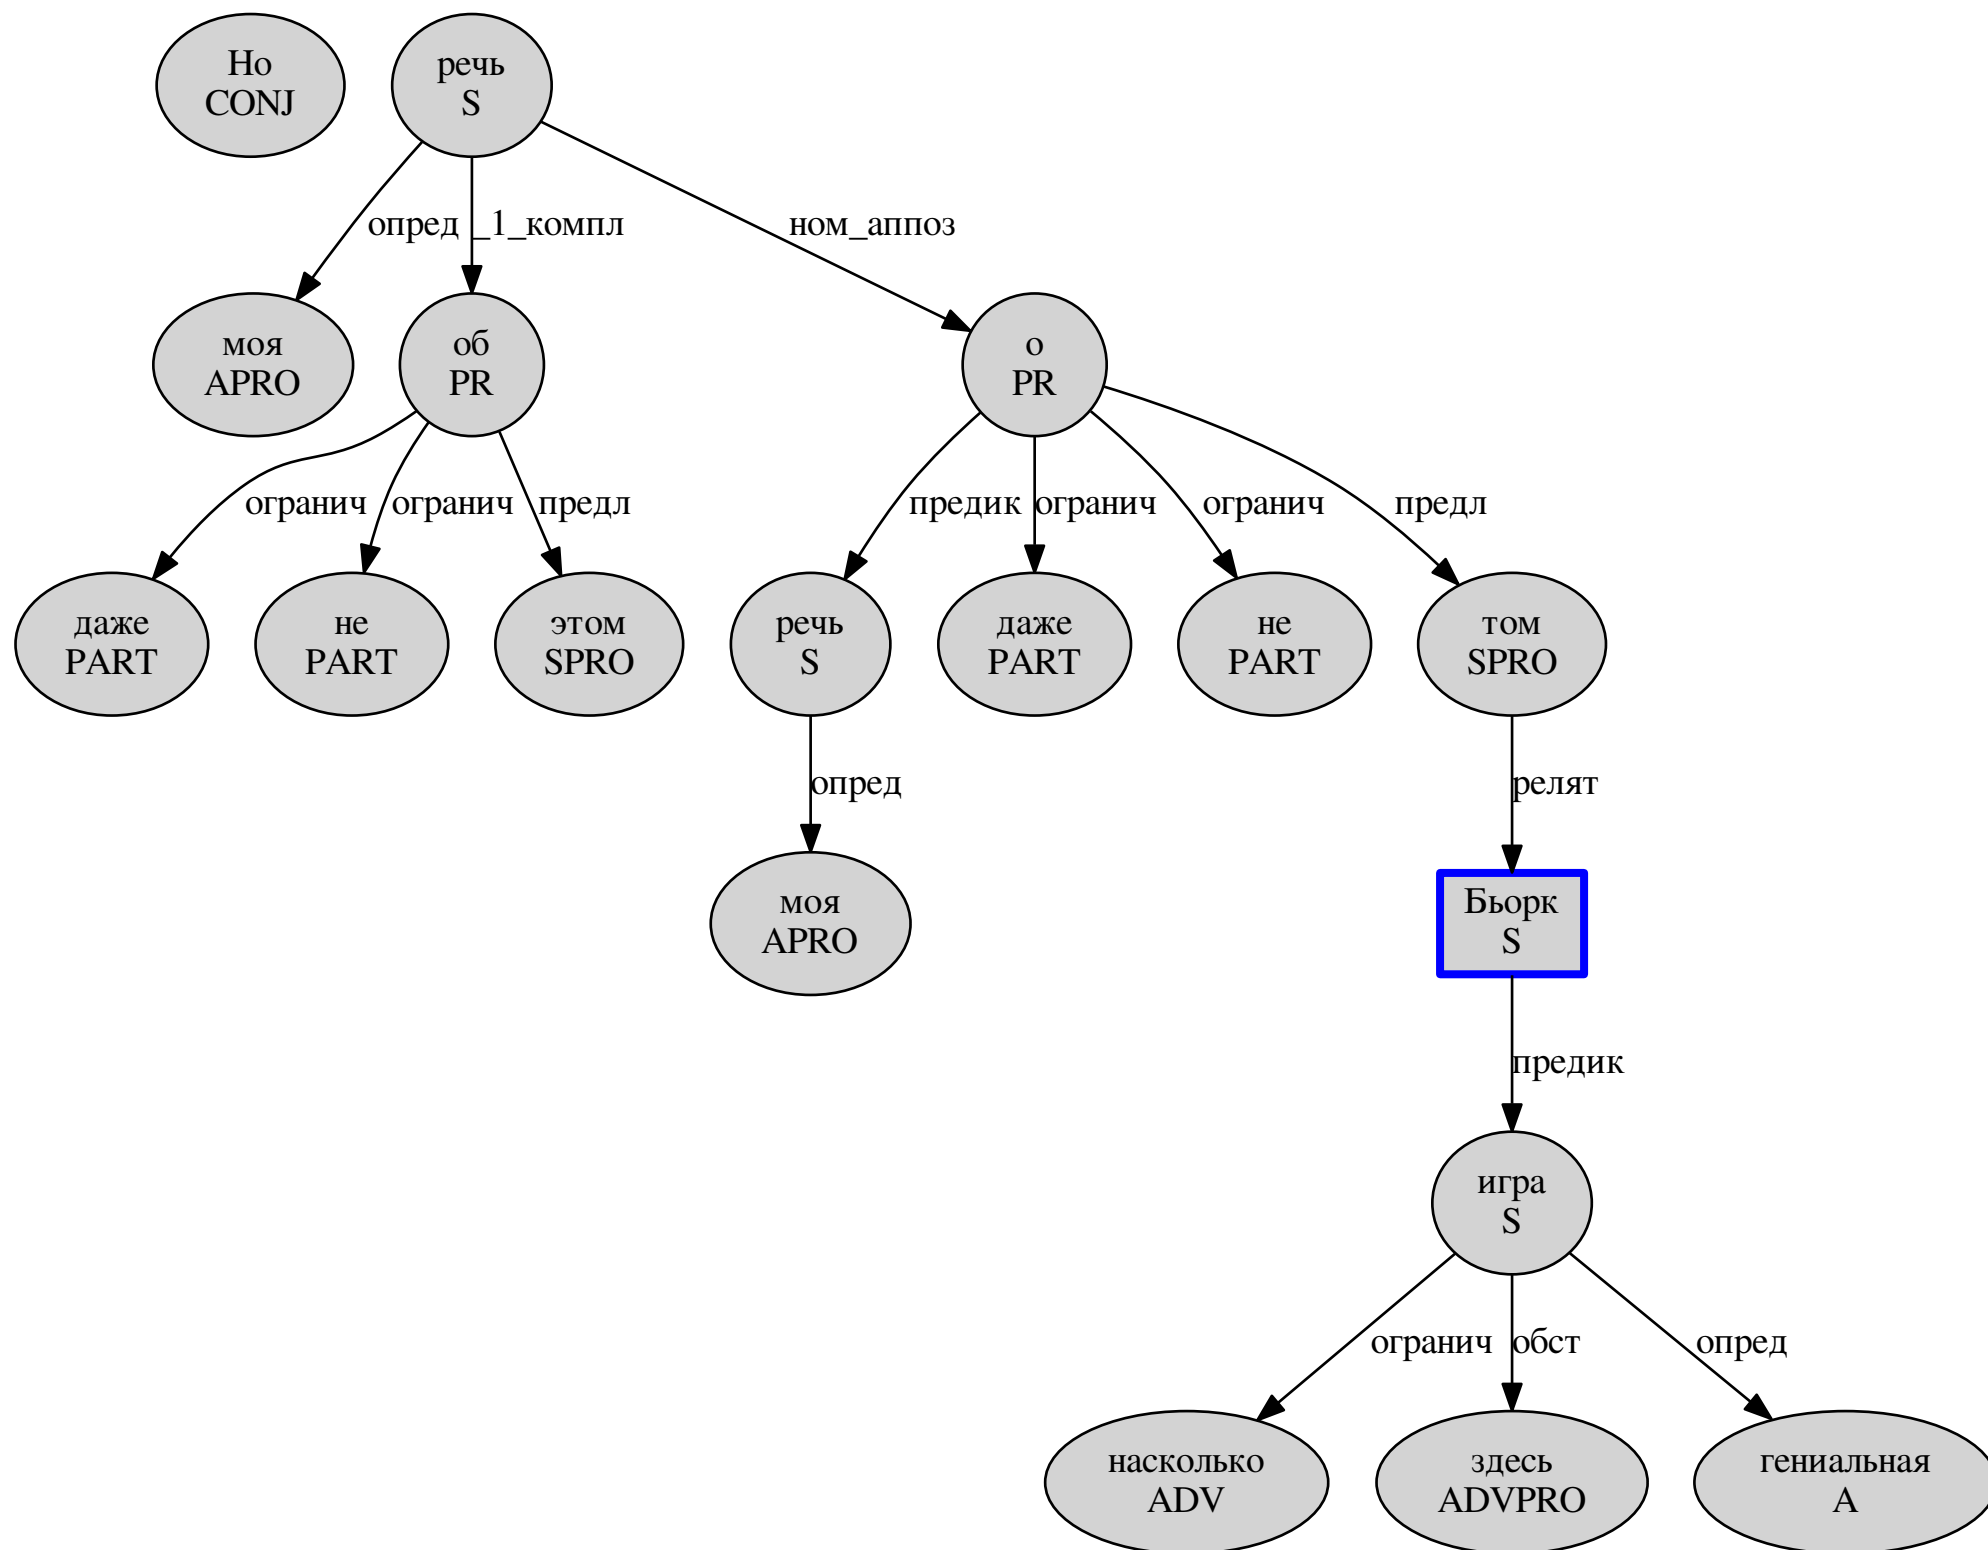 Но
CONJ
речь
S
опред
_1_компл
ном_аппоз
моя
APRO
об
PR
о
PR
огранич
огранич
предл
предик
огранич
огранич
предл
даже
PART
не
PART
этом
SPRO
речь
S
даже
PART
не
PART
том
SPRO
опред
релят
моя
APRO
Бьорк
S
предик
игра
S
огранич
обст
опред
насколько
ADV
здесь
ADVPRO
гениальная
A